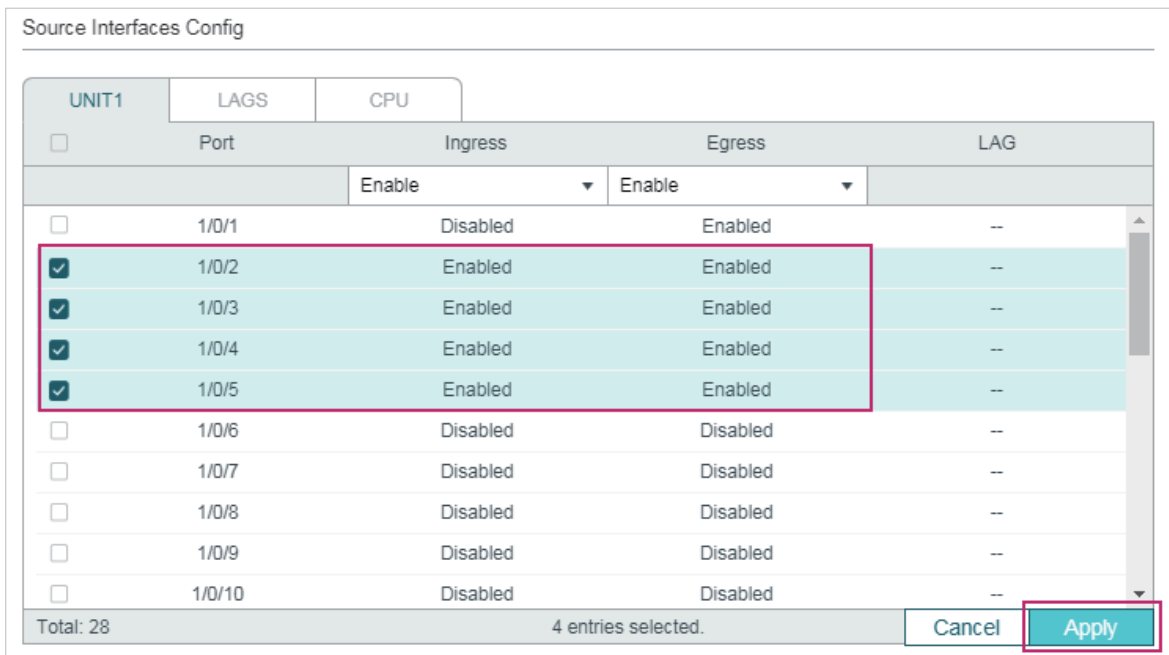 Source Interfaces Config
UNIT1 LAGS CPU
Port Ingress Egress LAG
Enable Enable
1/0/1 Disabled Enabled --
1/0/2 Enabled Enabled --
1/0/3 Enabled Enabled --
1/0/4 Enabled Enabled --
1/0/5 Enabled Enabled --
1/0/6 Disabled Disabled --
1/0/7 Disabled Disabled --
1/0/8 Disabled Disabled --
1/0/9 Disabled Disabled --
1/0/10 Disabled Disabled --
Total: 28 4 entries selected. Cancel Apply